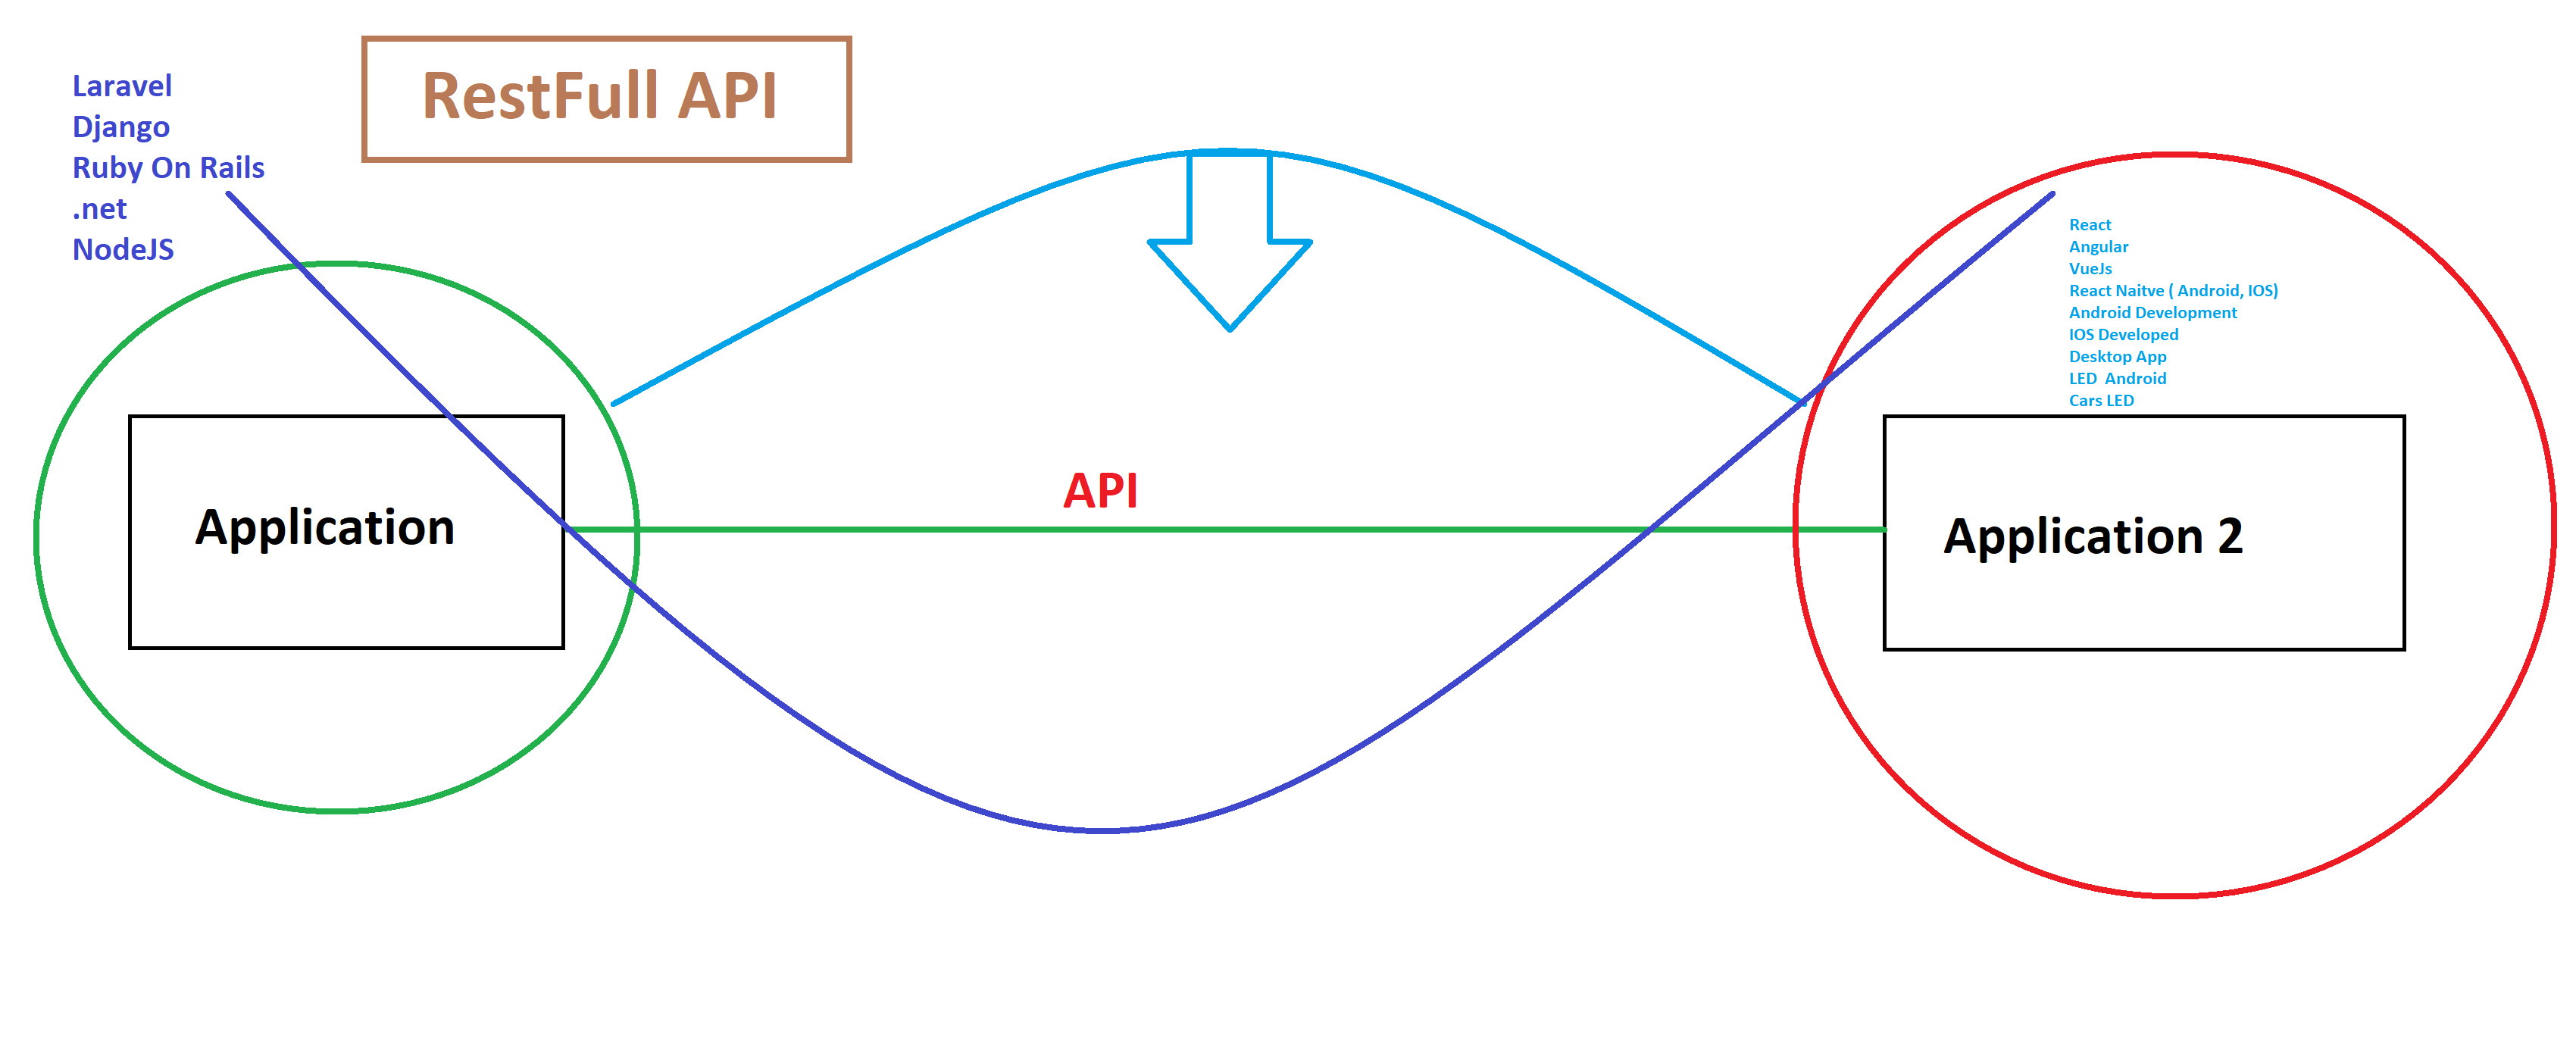 RestFull API
Laravel
Django
Ruby On Rails
.net
NodeJS
React
Angular
VueJs
React Naitve ( Android, IOS)
Android Development
IOS Developed
Desktop App
LED  Android
Cars LED
API
Application
Application 2